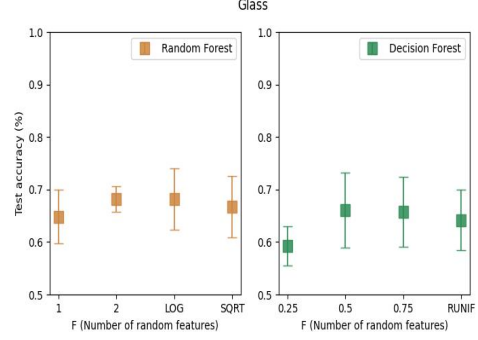 Glass
Test accuracy (%)
1.0
0.9
0.8
0.7
0.6
0.5
Random Forest
1 2 LOG SQRT
F (Number of random features)
1.0
0.9
0.8
0.7
0.6
0.5
Decision Forest
0.25 0.5 0.75 RUNIF
F (Number of random features)